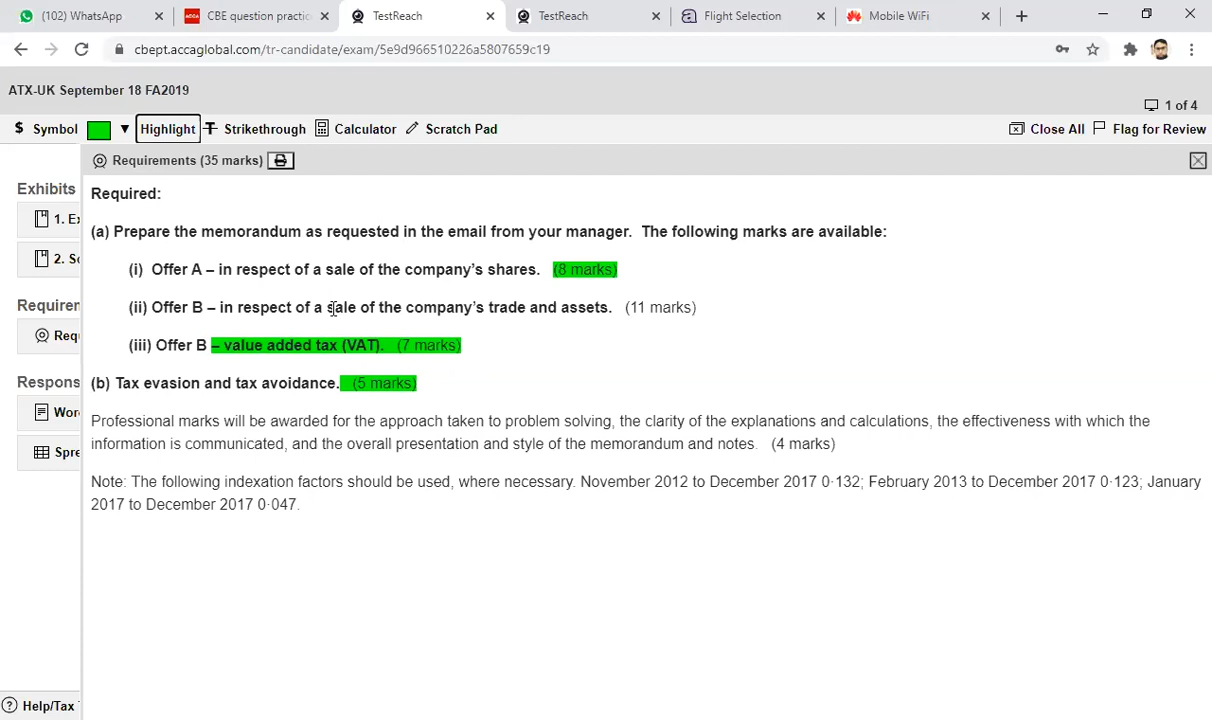 (102) WhatsApp
CBE question practic
TestReach
TestReach
Flight Selection
Mobile WiFi
cbept.accaglobal.com/tr-candidate/exam/5e9d966510226a5807659c19
ATX-UK September 18 FA2019
1 of 4
$ Symbol
Highlight
Strikethrough
Calculator
Scratch Pad
Close All
Flag for Review
Requirements (35 marks)
Exhibits
1. Ex
2. So
Requiren
Requ
Respons
Word
Spre
Help/Tax
Required:
(a) Prepare the memorandum as requested in the email from your manager. The following marks are available:
(i) Offer A – in respect of a sale of the company's shares. (8 marks)
(ii) Offer B – in respect of a sale of the company's trade and assets. (11 marks)
(iii) Offer B – value added tax (VAT). (7 marks)
(b) Tax evasion and tax avoidance. (5 marks)
Professional marks will be awarded for the approach taken to problem solving, the clarity of the explanations and calculations, the effectiveness with which the
information is communicated, and the overall presentation and style of the memorandum and notes. (4 marks)
Note: The following indexation factors should be used, where necessary. November 2012 to December 2017 0·132; February 2013 to December 2017 0·123; January
2017 to December 2017 0·047.